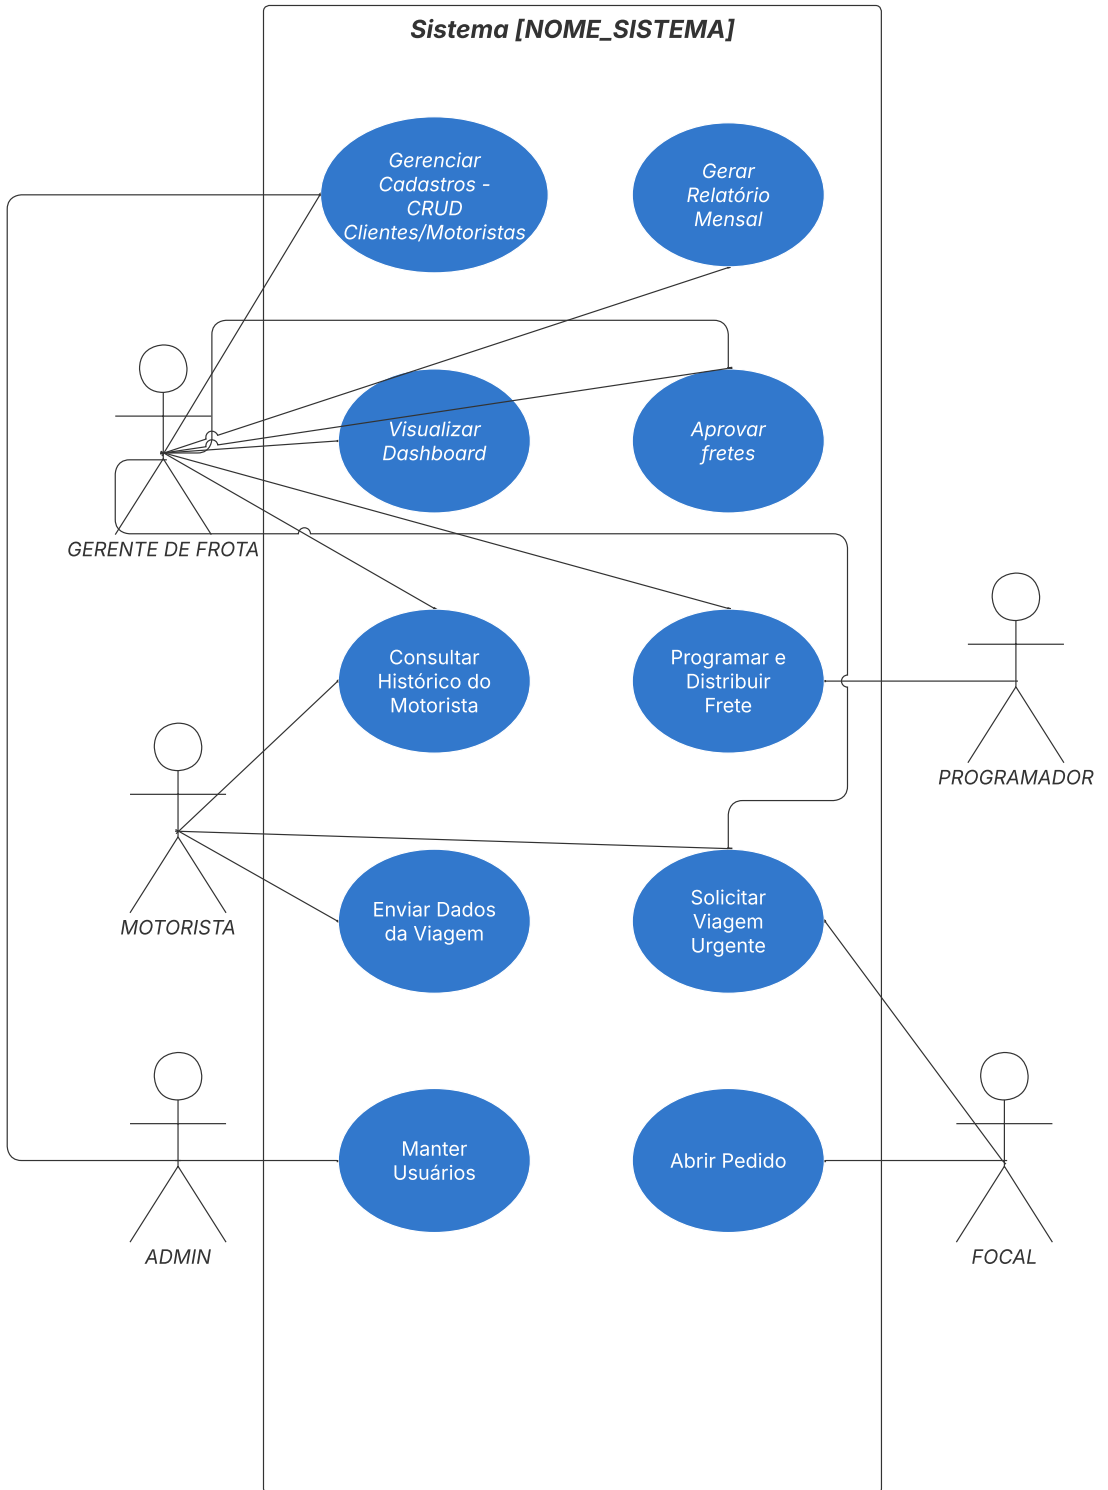 Sistema [NOME_SISTEMA]
Gerenciar
Cadastros -
CRUD
Clientes/Motoristas
Gerar
Relatório
Mensal
Visualizar
Dashboard
Aprovar
fretes
GERENTE DE FROTA
Consultar
Histórico do
Motorista
Programar e
Distribuir
Frete
PROGRAMADOR
MOTORISTA
Enviar Dados
da Viagem
Solicitar
Viagem
Urgente
Manter
Usuários
Abrir Pedido
ADMIN
FOCAL